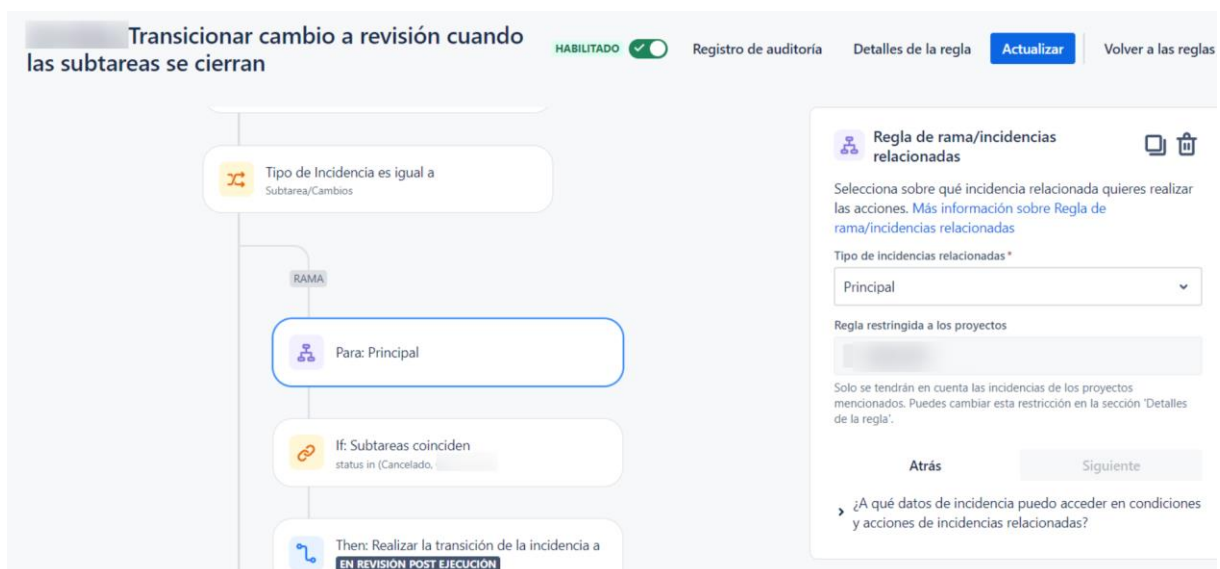 Transicionar cambio a revisión cuando
las subtareas se cierran
HABILITADO
Registro de auditoría
Detalles de la regla
Actualizar
Volver a las reglas
Tipo de Incidencia es igual a
Subtarea/Cambios
RAMA
Para: Principal
If: Subtareas coinciden
status in (Cancelado,
Then: Realizar la transición de la incidencia a
EN REVISIÓN POST EJECUCIÓN
Regla de rama/incidencias
relacionadas
Selecciona sobre qué incidencia relacionada quieres realizar
las acciones. Más información sobre Regla de
rama/incidencias relacionadas
Tipo de incidencias relacionadas *
Principal
Regla restringida a los proyectos
Solo se tendrán en cuenta las incidencias de los proyectos
mencionados. Puedes cambiar esta restricción en la sección 'Detalles
de la regla'.
Atrás
Siguiente
¿A qué datos de incidencia puedo acceder en condiciones
y acciones de incidencias relacionadas?